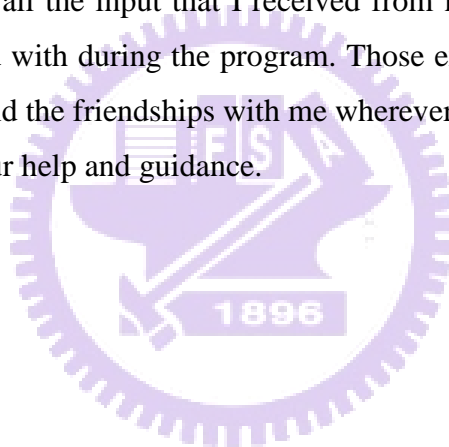 all the input that I received from
with during the program. Those e
d the friendships with me wherever
ur help and guidance.
E S A
1896